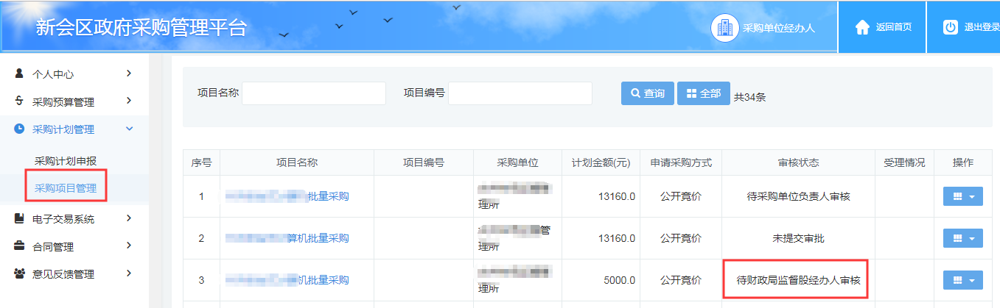 新会区政府采购管理平台
采购单位经办人
返回首页
退出登录
个人中心
采购预算管理
采购计划管理
采购计划申报
采购项目管理
电子交易系统
合同管理
意见反馈管理
项目名称 项目编号 查询 全部 共34条
序号 项目名称 项目编号 采购单位 计划金额(元) 申请采购方式 审核状态 受理情况 操作
1 批量采购 理所 13160.0 公开竞价 待采购单位负责人审核
2 算机批量采购 管
理所 13160.0 公开竞价 未提交审批
3 机批量采购 理所 5000.0 公开竞价 待财政局监督股经办人审核